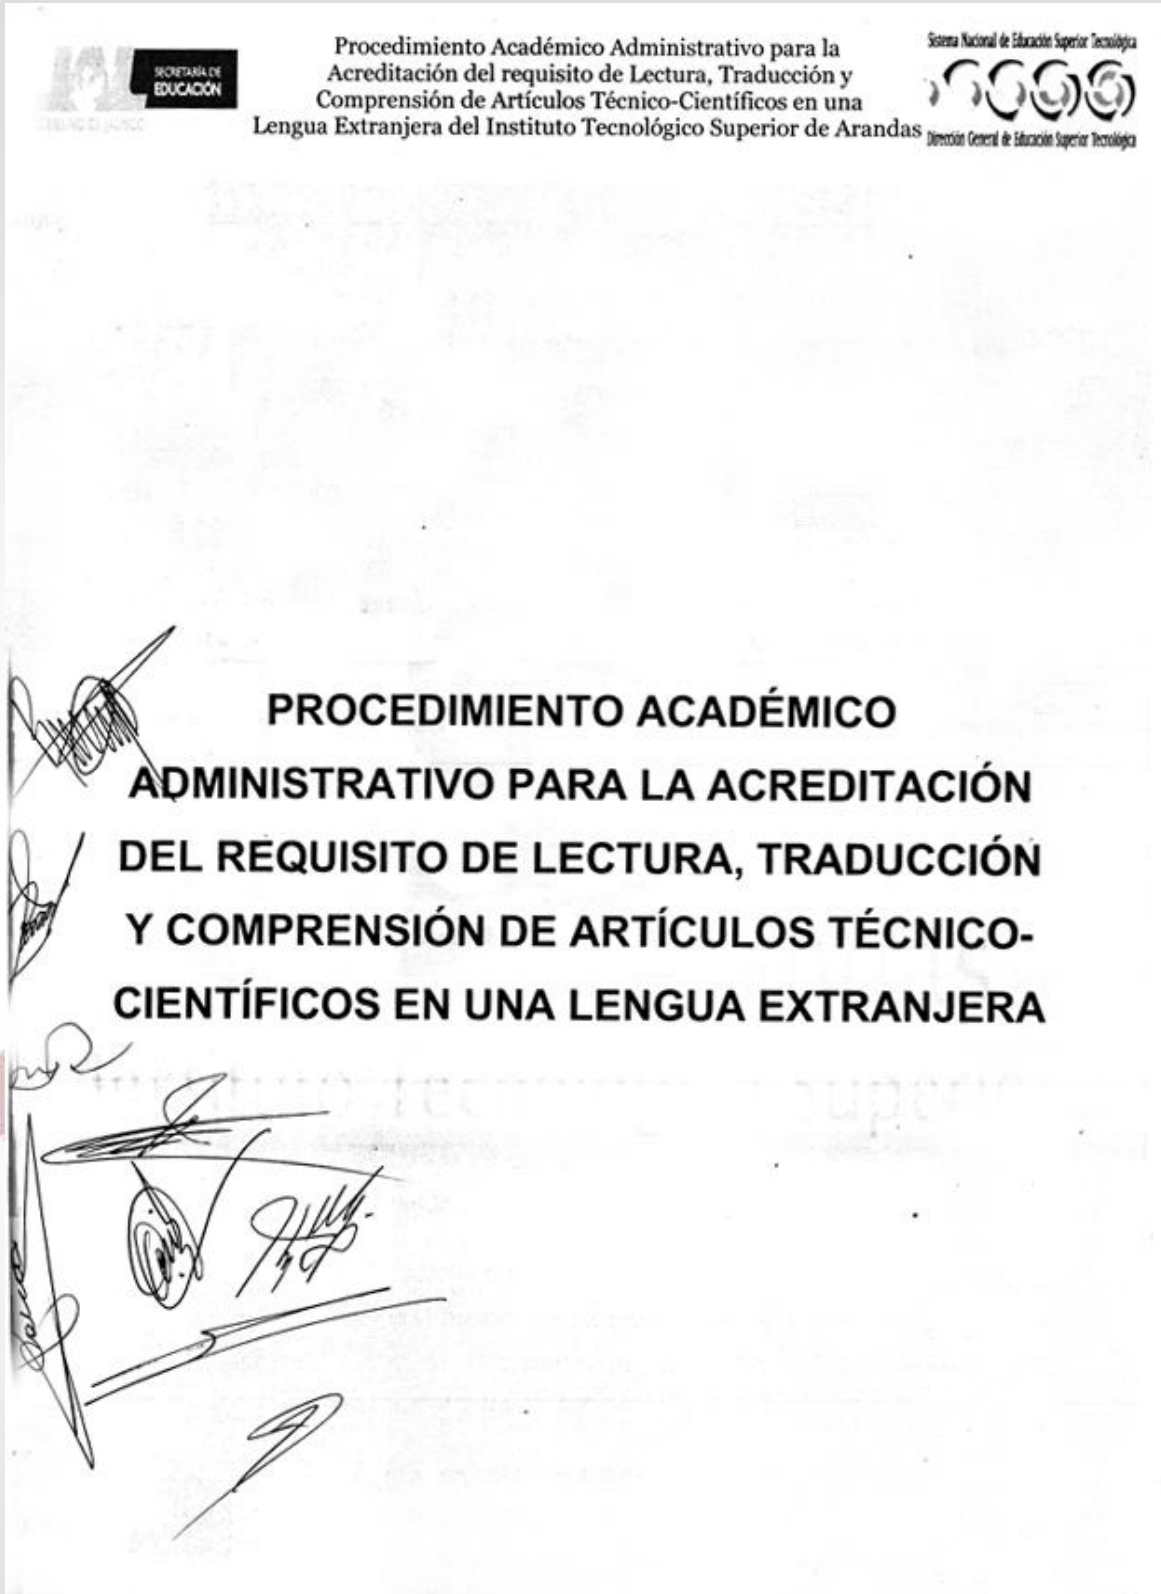 SECRETARÍA DE
EDUCACIÓN
Procedimiento Académico Administrativo para la
Acreditación del requisito de Lectura, Traducción y
Comprensión de Artículos Técnico-Científicos en una
Lengua Extranjera del Instituto Tecnológico Superior de Arandas
Sistema Nacional de Educación Superior Tecnológica
Dirección General de Educación Superior Tecnológica
PROCEDIMIENTO ACADÉMICO
ADMINISTRATIVO PARA LA ACREDITACIÓN
DEL REQUISITO DE LECTURA, TRADUCCIÓN
Y COMPRENSIÓN DE ARTÍCULOS TÉCNICO-
CIENTÍFICOS EN UNA LENGUA EXTRANJERA